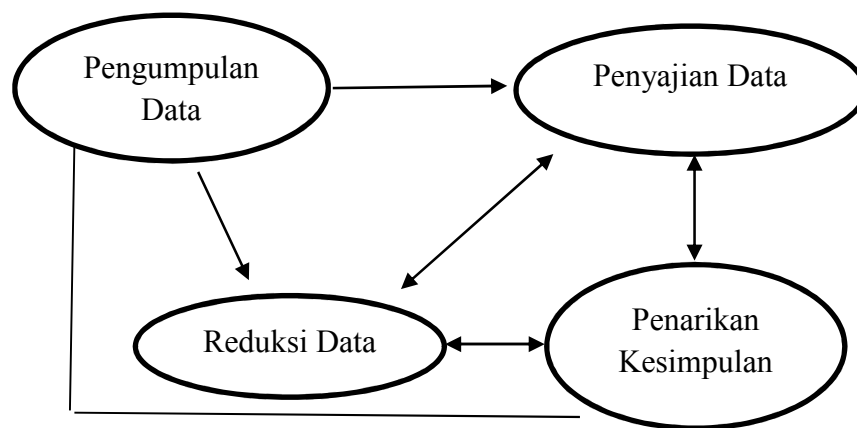 Pengumpulan
Data
Penyajian Data
Reduksi Data
Penarikan
Kesimpulan